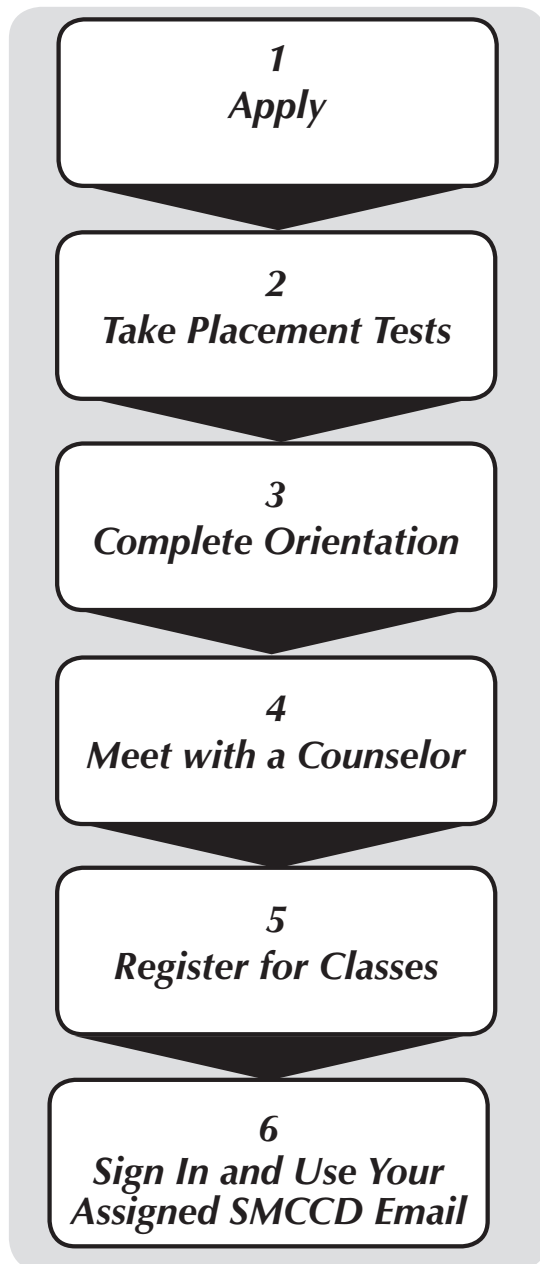 1
Apply
2
Take Placement Tests
3
Complete Orientation
4
Meet with a Counselor
5
Register for Classes
6
Sign In and Use Your
Assigned SMCCD Email